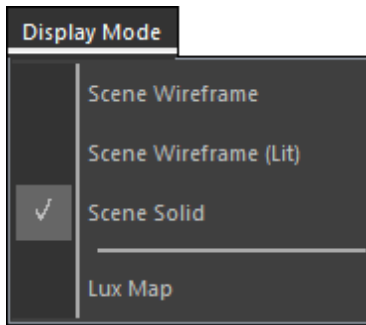 Display Mode
Scene Wireframe
Scene Wireframe (Lit)
Scene Solid
Lux Map